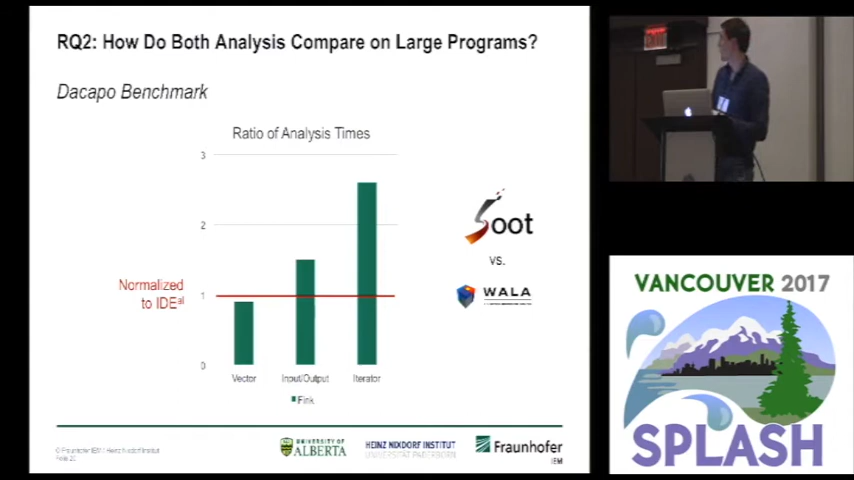 RQ2: How Do Both Analysis Compare on Large Programs?
Dacapo Benchmark
Ratio of Analysis Times
3
2
1
0
Normalized
to IDEal
Vector
Input/Output
Iterator
Fink
Soot
vs.
WALA
© Fraunhofer IEM / Heinz Nixdorf Institut
UNIVERSITY OF
ALBERTA
HEINZ NIXDORF INSTITUT
UNIVERSITÄT PADERBORN
Fraunhofer
IEM
EXIT
VANCOUVER 2017
SPLASH